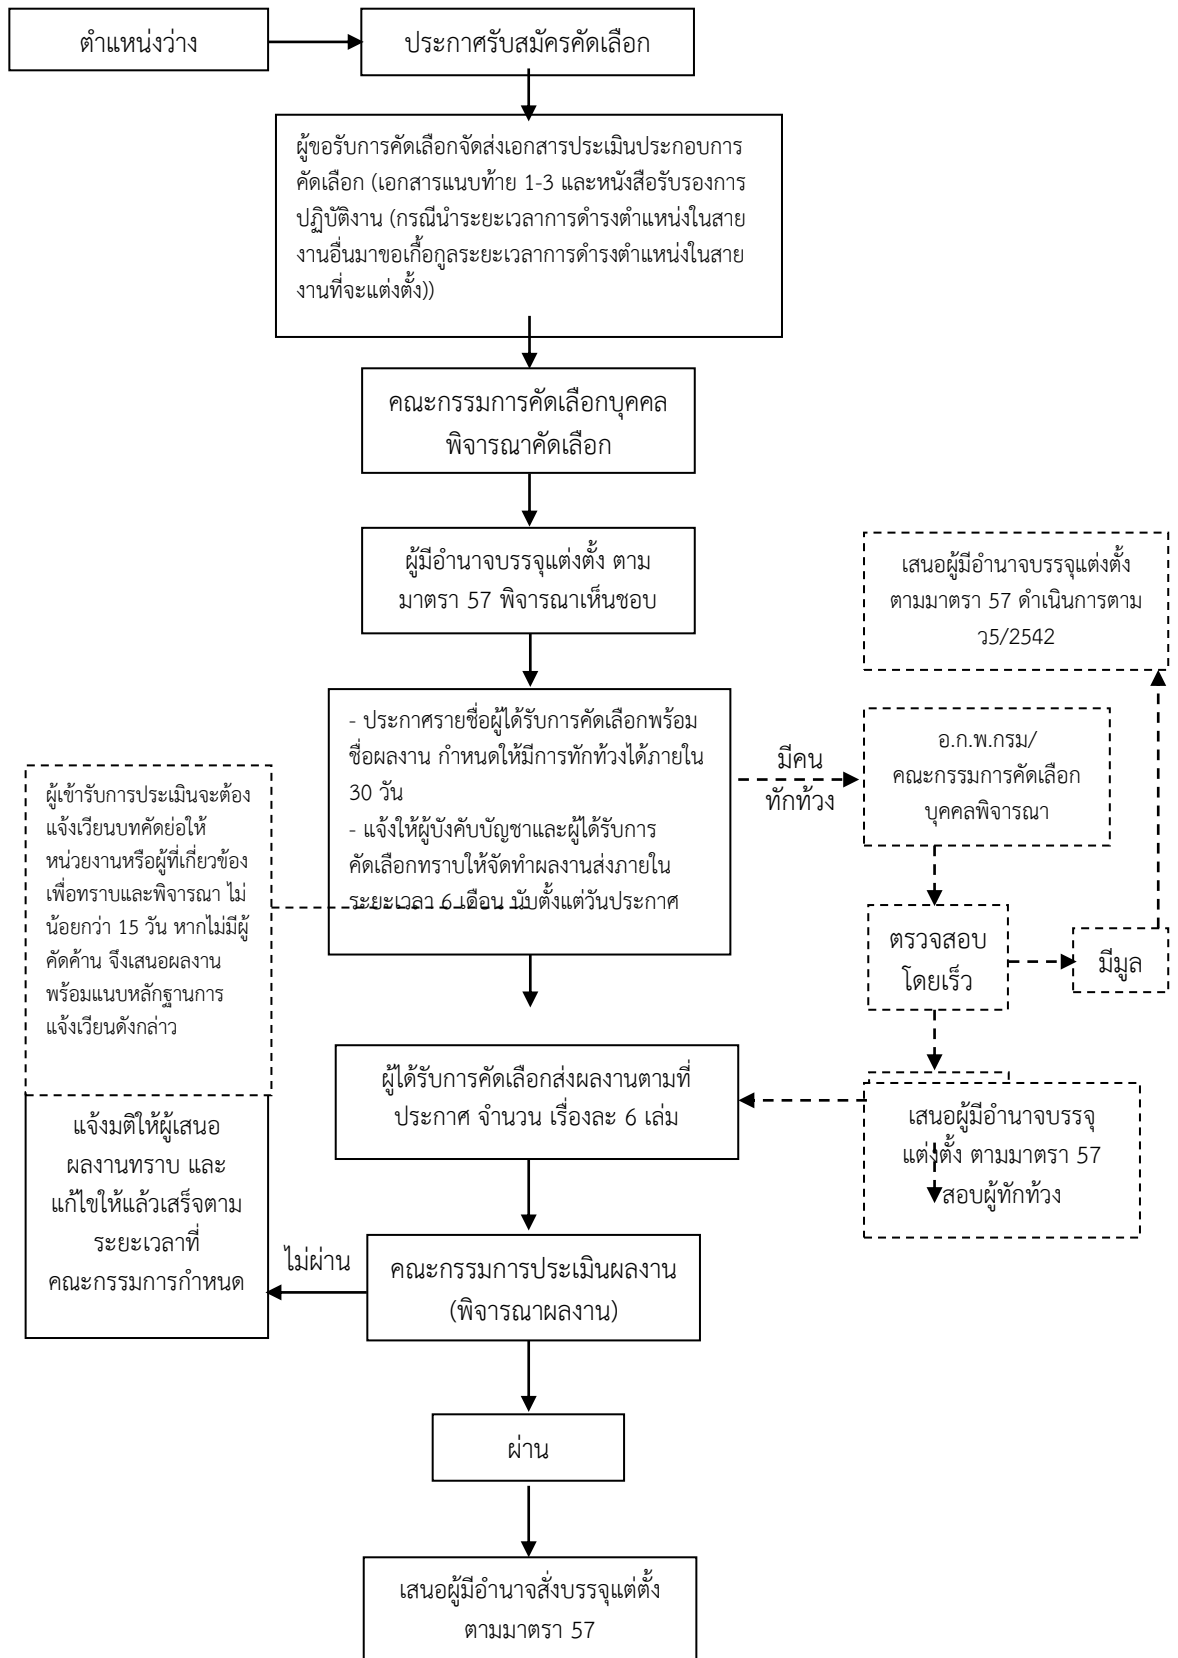 ตำแหน่งว่าง
ประกาศรับสมัครคัดเลือก
ผู้ขอรับการคัดเลือกจัดส่งเอกสารประเมินประกอบการ
คัดเลือก (เอกสารแนบท้าย 1-3 และหนังสือรับรองการ
ปฏิบัติงาน (กรณีนำระยะเวลาการดำรงตำแหน่งในสาย
งานอื่นมาขอเกื้อกูลระยะเวลาการดำรงตำแหน่งในสาย
งานที่จะแต่งตั้ง))
คณะกรรมการคัดเลือกบุคคล
พิจารณาคัดเลือก
ผู้มีอำนาจบรรจุแต่งตั้ง ตาม
มาตรา 57 พิจารณาเห็นชอบ
เสนอผู้มีอำนาจบรรจุแต่งตั้ง
ตามมาตรา 57 ดำเนินการตาม
ว5/2542
- ประกาศรายชื่อผู้ได้รับการคัดเลือกพร้อม
ชื่อผลงาน กำหนดให้มีการทักท้วงได้ภายใน
30 วัน
- แจ้งให้ผู้บังคับบัญชาและผู้ได้รับการ
คัดเลือกทราบให้จัดทำผลงานส่งภายใน
ระยะเวลา 6 เดือน นับตั้งแต่วันประกาศ
มีคน
ทักท้วง
อ.ก.พ.กรม/
คณะกรรมการคัดเลือก
บุคคลพิจารณา
ผู้เข้ารับการประเมินจะต้อง
แจ้งเวียนบทคัดย่อให้
หน่วยงานหรือผู้ที่เกี่ยวข้อง
เพื่อทราบและพิจารณา ไม่
น้อยกว่า 15 วัน หากไม่มีผู้
คัดค้าน จึงเสนอผลงาน
พร้อมแนบหลักฐานการ
แจ้งเวียนดังกล่าว
ตรวจสอบ
โดยเร็ว
มีมูล
ผู้ได้รับการคัดเลือกส่งผลงานตามที่
ประกาศ จำนวน เรื่องละ 6 เล่ม
เสนอผู้มีอำนาจบรรจุ
แต่งตั้ง ตามมาตรา 57
สอบผู้ทักท้วง
แจ้งมติให้ผู้เสนอ
ผลงานทราบ และ
แก้ไขให้แล้วเสร็จตาม
ระยะเวลาที่
คณะกรรมการกำหนด
ไม่ผ่าน
คณะกรรมการประเมินผลงาน
(พิจารณาผลงาน)
ผ่าน
เสนอผู้มีอำนาจสั่งบรรจุแต่ตั้ง
ตามมาตรา 57